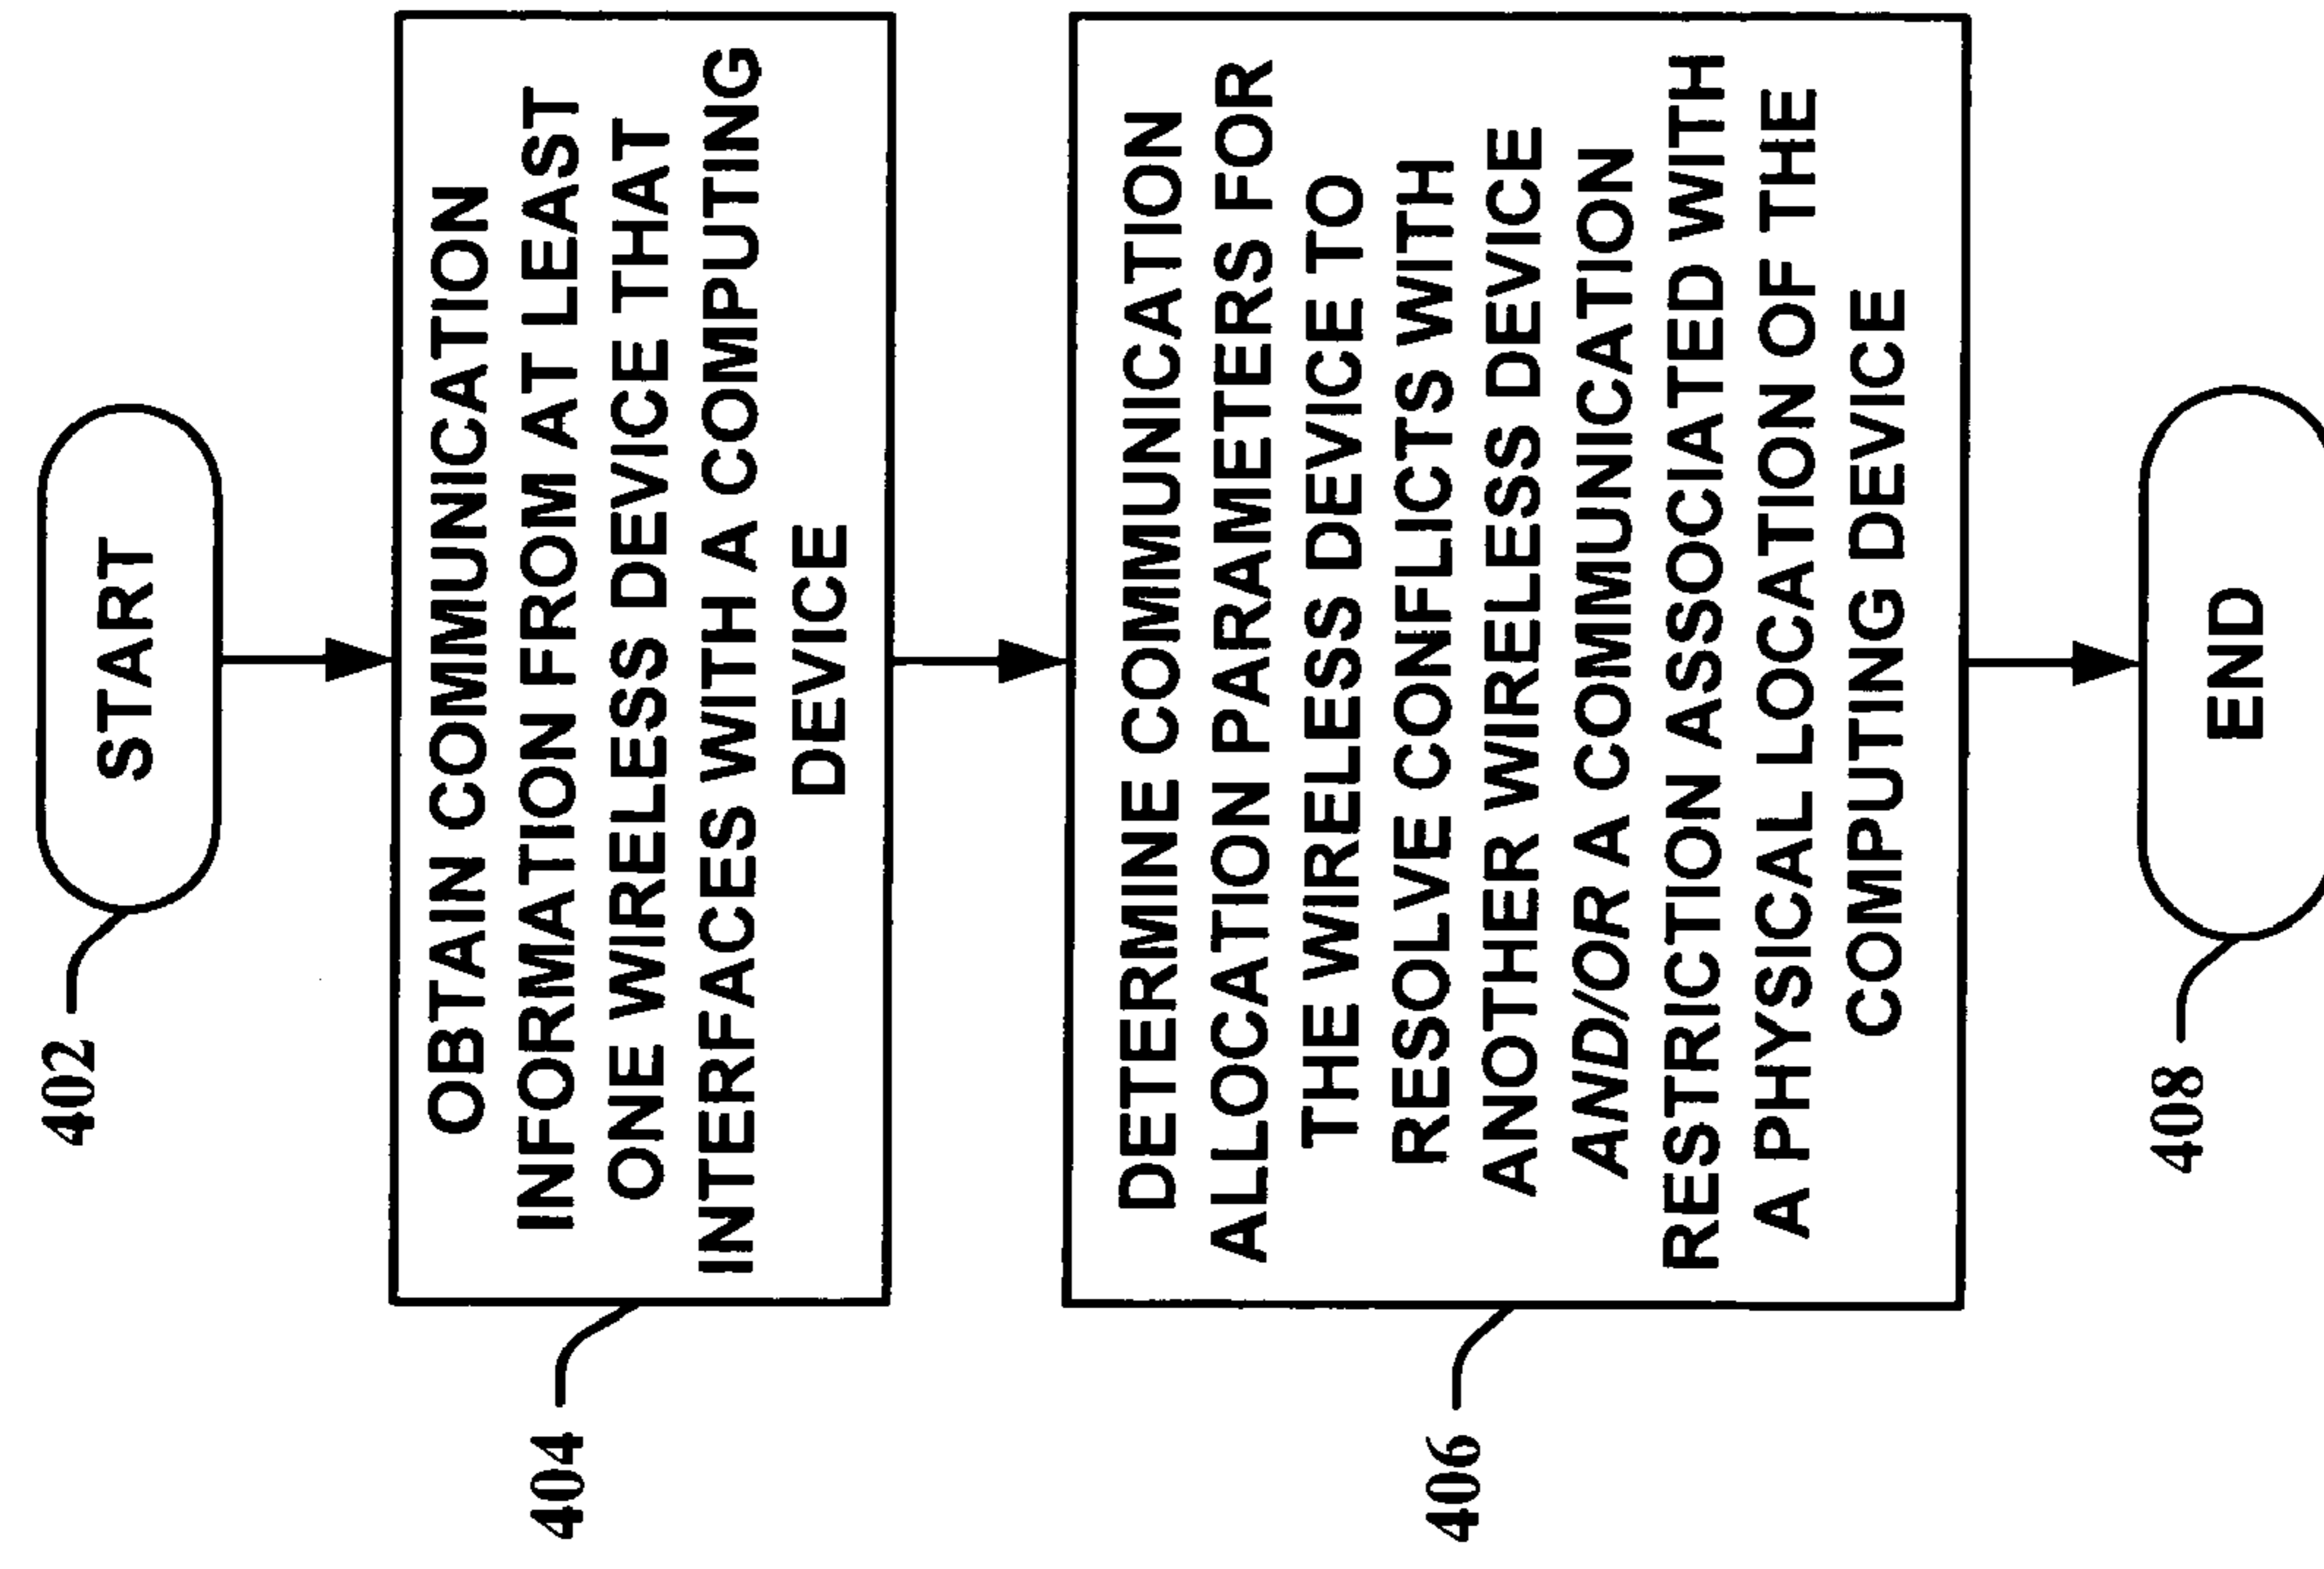 402
START
404
OBTAIN COMMUNICATION
INFORMATION FROM AT LEAST
ONE WIRELESS DEVICE THAT
INTERFACES WITH A COMPUTING
DEVICE
406
DETERMINE COMMUNICATION
ALLOCATION PARAMETERS FOR
THE WIRELESS DEVICE TO
RESOLVE CONFLICTS WITH
ANOTHER WIRELESS DEVICE
AND/OR A COMMUNICATION
RESTRICTION ASSOCIATED WITH
A PHYSICAL LOCATION OF THE
COMPUTING DEVICE
408
END